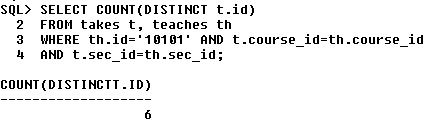 SQL> SELECT COUNT(DISTINCT t.id)
2 FROM takes t, teaches th
3 WHERE th.id='10101' AND t.course_id=th.course_id
4 AND t.sec_id=th.sec_id;
COUNT(DISTINCTT.ID)
-------------------
6